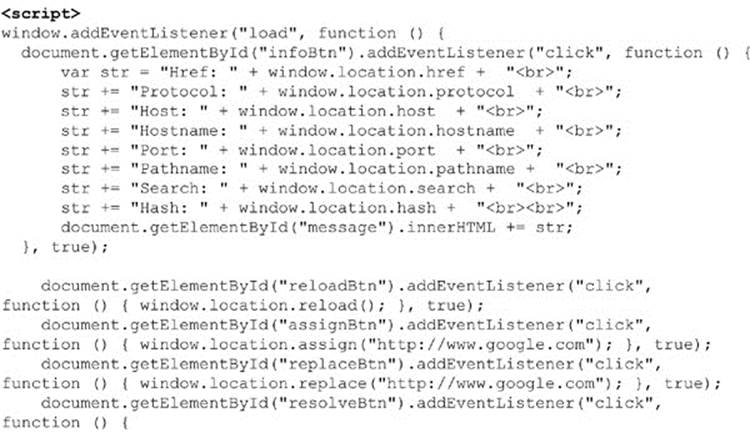 <script>
window.addEventListener("load", function () {
  document.getElementById("infoBtn").addEventListener("click", function () {
      var str = "Href: " + window.location.href +  "<br>";
      str += "Protocol: " + window.location.protocol  + "<br>";
      str += "Host: " + window.location.host  + "<br>";
      str += "Hostname: " + window.location.hostname  + "<br>";
      str += "Port: " + window.location.port  + "<br>";
      str += "Pathname: " + window.location.pathname +  "<br>";
      str += "Search: " + window.location.search +  "<br>";
      str += "Hash: " + window.location.hash +  "<br><br>";
      document.getElementById("message").innerHTML += str;
  }, true);

    document.getElementById("reloadBtn").addEventListener("click",
function () { window.location.reload(); }, true);
    document.getElementById("assignBtn").addEventListener("click",
function () { window.location.assign("http://www.google.com"); }, true);
    document.getElementById("replaceBtn").addEventListener("click",
function () { window.location.replace("http://www.google.com"); }, true);
    document.getElementById("resolveBtn").addEventListener("click",
function () {